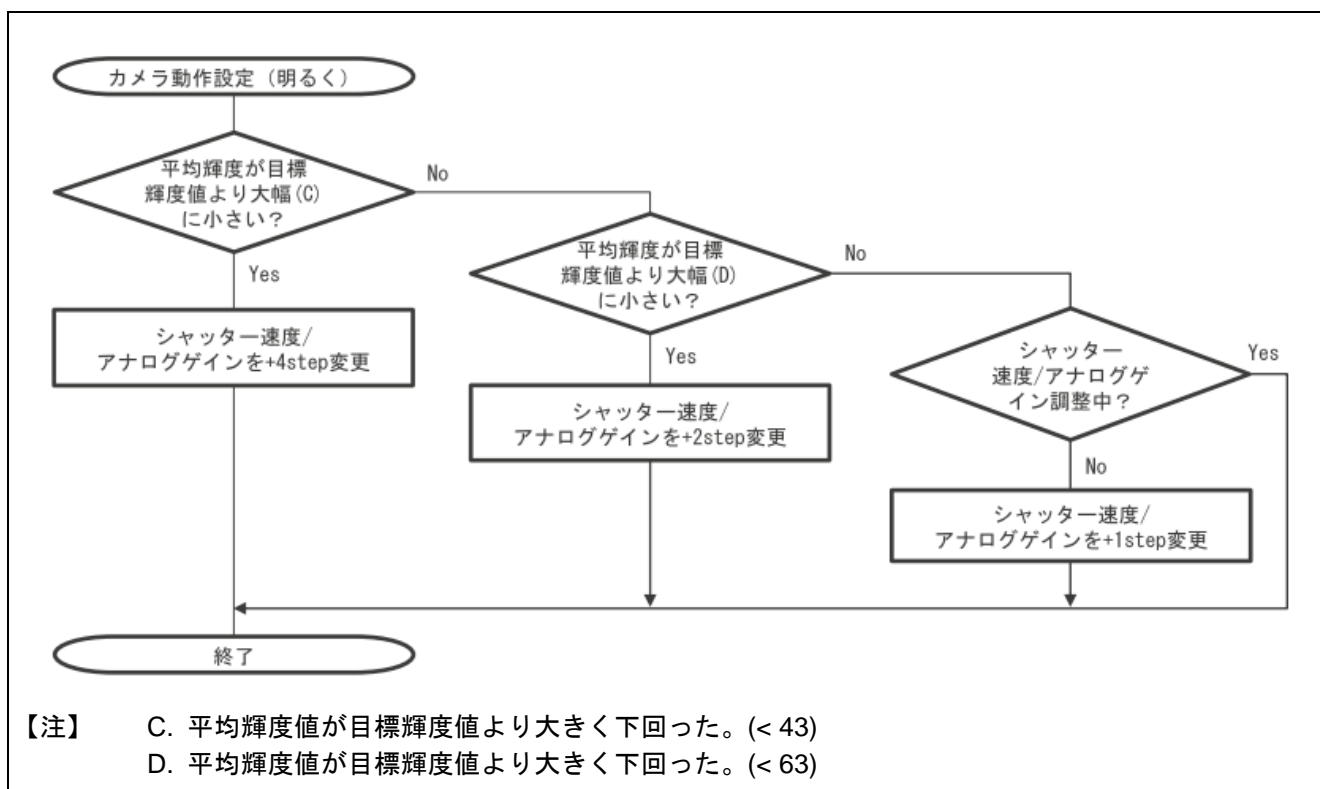 カメラ動作設定（明るく）
平均輝度が目標
輝度値より大幅(C)
に小さい？
No
Yes
シャッター速度/
アナログゲインを+4step変更
平均輝度が目標
輝度値より大幅(D)
に小さい？
No
Yes
シャッター速度/
アナログゲインを+2step変更
シャッター
速度/アナログゲ
イン調整中？
Yes
No
シャッター速度/
アナログゲインを+1step変更
終了
【注】 C. 平均輝度値が目標輝度値より大きく下回った。(< 43)
D. 平均輝度値が目標輝度値より大きく下回った。(< 63)